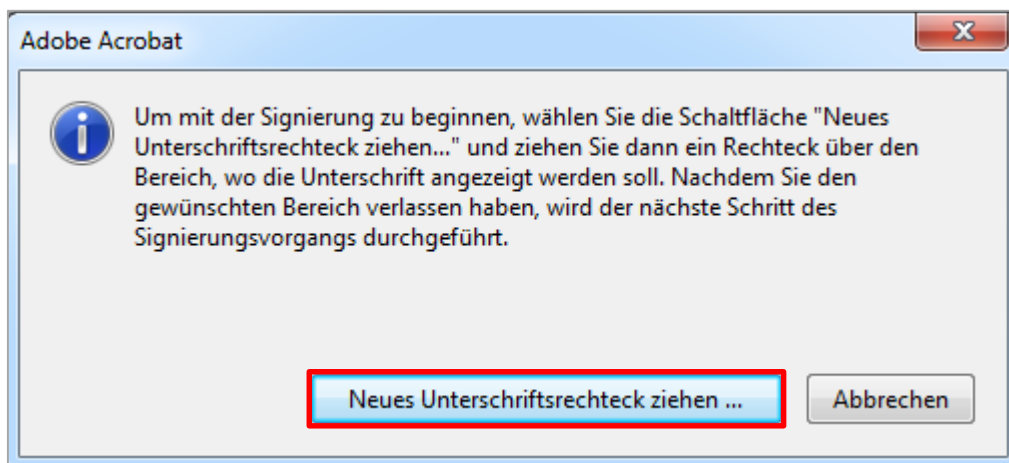 Adobe Acrobat
Um mit der Signierung zu beginnen, wählen Sie die Schaltfläche "Neues
Unterschriftsrechteck ziehen..." und ziehen Sie dann ein Rechteck über den
Bereich, wo die Unterschrift angezeigt werden soll. Nachdem Sie den
gewünschten Bereich verlassen haben, wird der nächste Schritt des
Signierungsvorgangs durchgeführt.
Neues Unterschriftsrechteck ziehen ...
Abbrechen